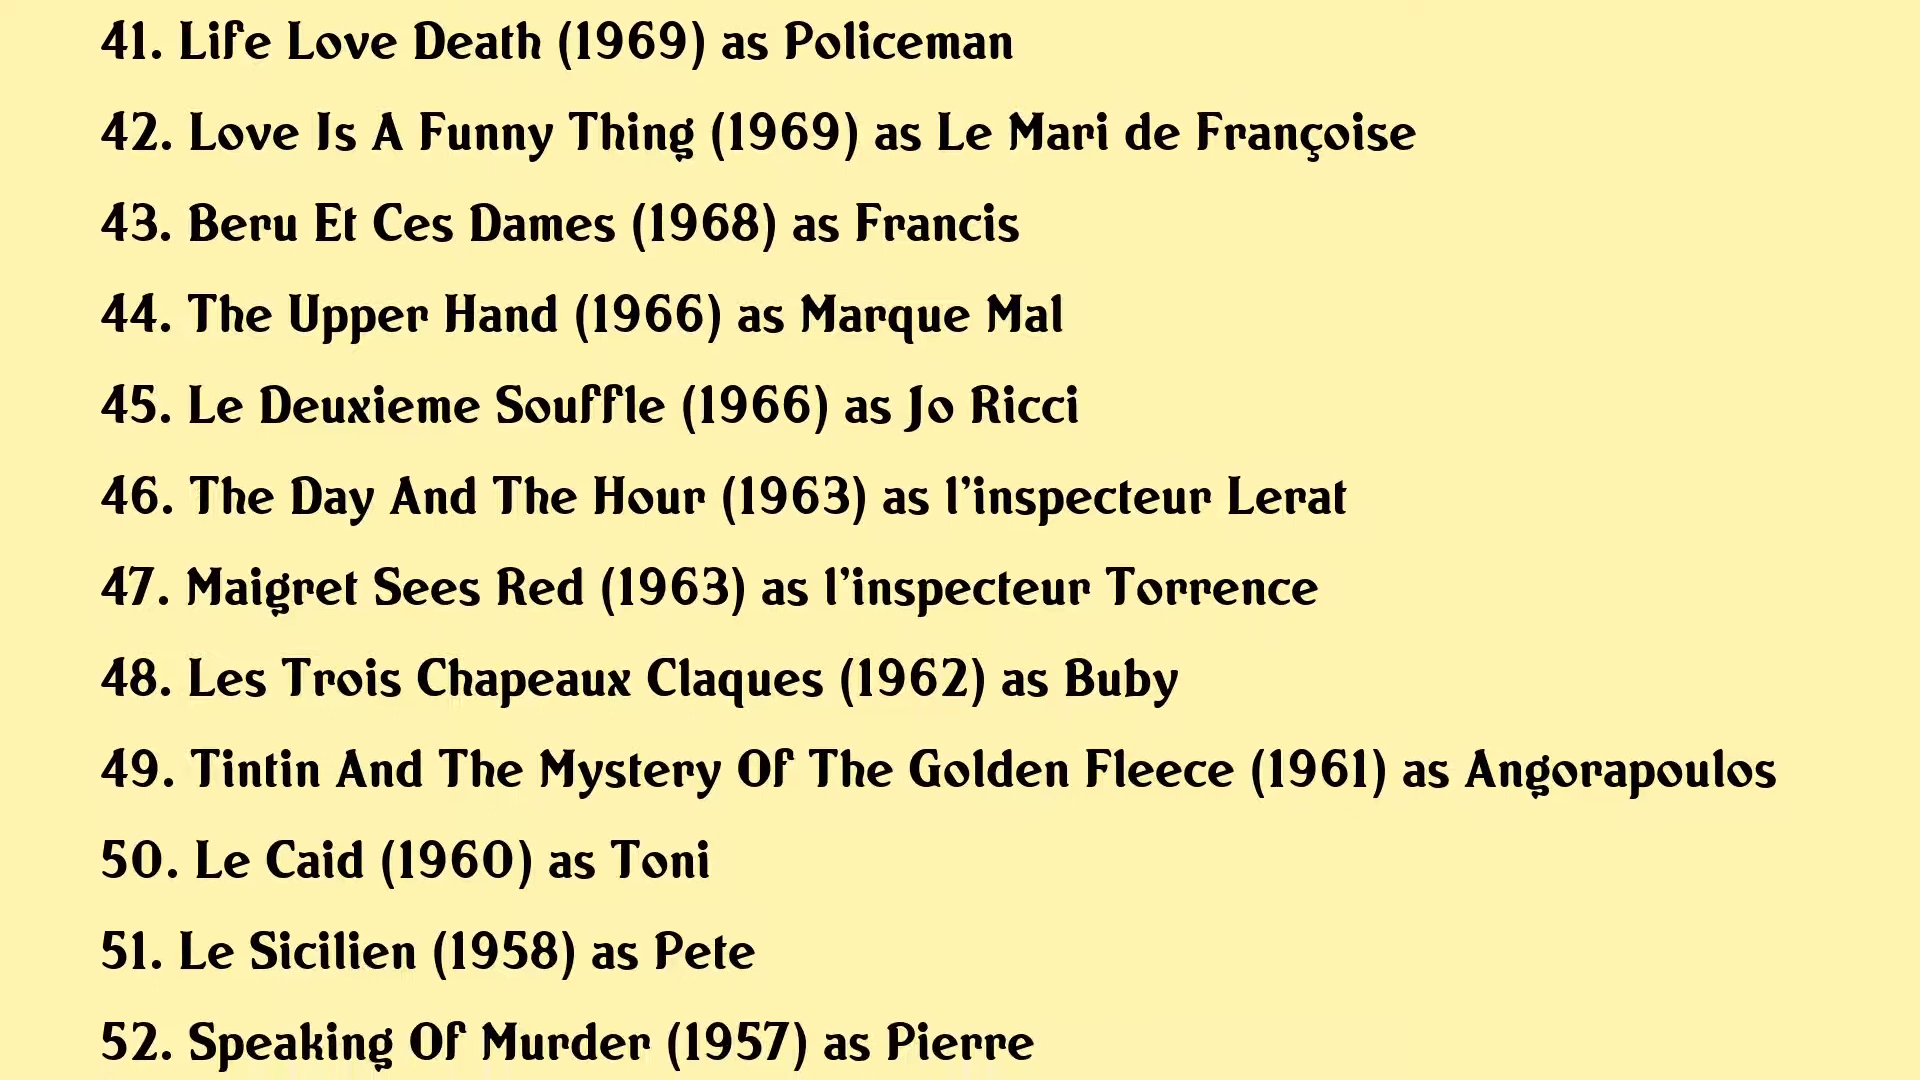 41. Life Love Death (1969) as Policeman
42. Love Is A Funny Thing (1969) as Le Mari de Françoise
43. Beru Et Ces Dames (1968) as Francis
44. The Upper Hand (1966) as Marque Mal
45. Le Deuxieme Souffle (1966) as Jo Ricci
46. The Day And The Hour (1963) as l'inspecteur Lerat
47. Maigret Sees Red (1963) as l'inspecteur Torrence
48. Les Trois Chapeaux Claques (1962) as Buby
49. Tintin And The Mystery Of The Golden Fleece (1961) as Angorapoulos
50. Le Caid (1960) as Toni
51. Le Sicilien (1958) as Pete
52. Speaking Of Murder (1957) as Pierre